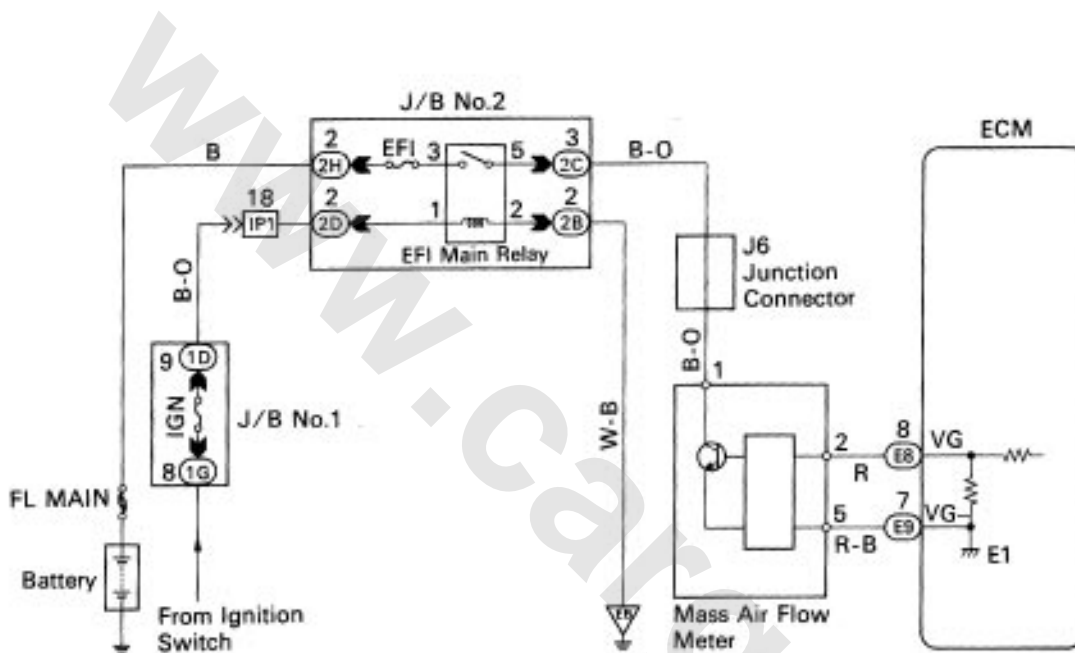 J/B No.2
ECM
2
EFI
3
5
3
B
2H
2C
B-O
18
2
1
2
2
IP1
2D
2B
EFI Main Relay
J6
Junction
Connector
B-O
9
1D
IGN
J/B No.1
8
1G
W-B
B-O
1
2
8
VG
R
E8
FL MAIN
5
7
VG
R-B
E9
E1
Battery
From Ignition
Switch
Mass Air Flow
Meter
www.car